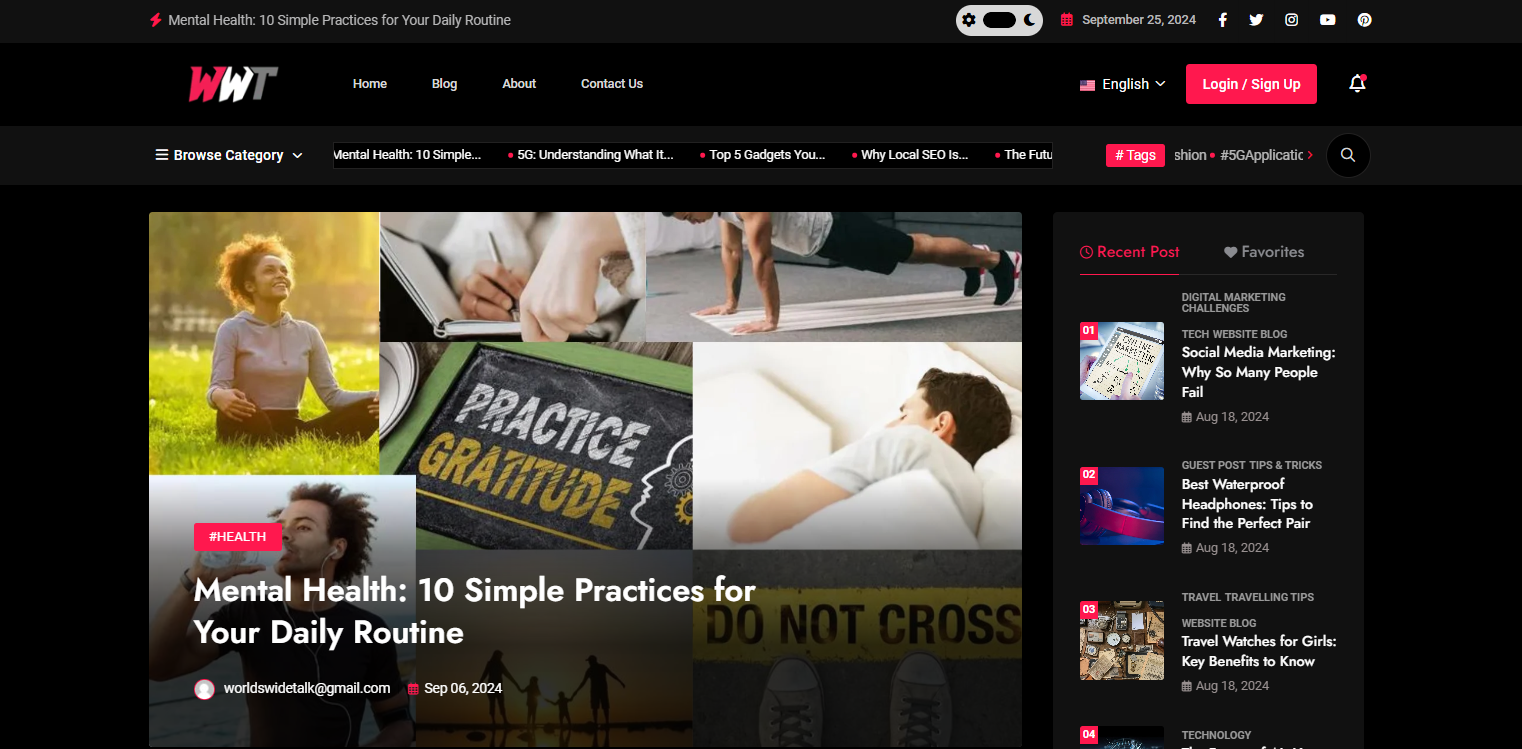 Mental Health: 10 Simple Practices for Your Daily Routine
September 25, 2024
WWT
Home
Blog
About
Contact Us
English
Login / Sign Up
Browse Category
Mental Health: 10 Simple...
5G: Understanding What It...
Top 5 Gadgets You...
Why Local SEO Is...
The Futu
# Tags
shion
#5GApplicatic
PRACTICE
GRATITUDE
DO NOT CROSS
#HEALTH
Mental Health: 10 Simple Practices for
Your Daily Routine
worldswidetalk@gmail.com
Sep 06, 2024
Recent Post
Favorites
01
ONLINE
MARKETING
DIGITAL MARKETING
CHALLENGES
TECH WEBSITE BLOG
Social Media Marketing:
Why So Many People
Fail
Aug 18, 2024
02
GUEST POST TIPS & TRICKS
Best Waterproof
Headphones: Tips to
Find the Perfect Pair
Aug 18, 2024
03
TRAVEL TRAVELLING TIPS
WEBSITE BLOG
Travel Watches for Girls:
Key Benefits to Know
Aug 18, 2024
04
TECHNOLOGY